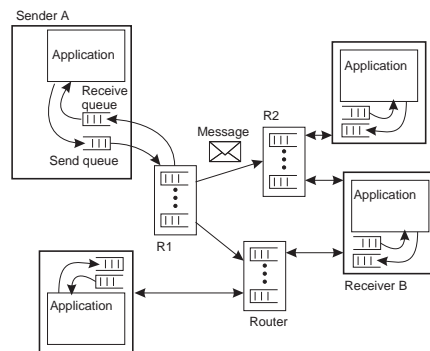 Sender A
Application
Receive
queue
Send queue
R1
Message
R2
Application
Application
Receiver B
Application
Router